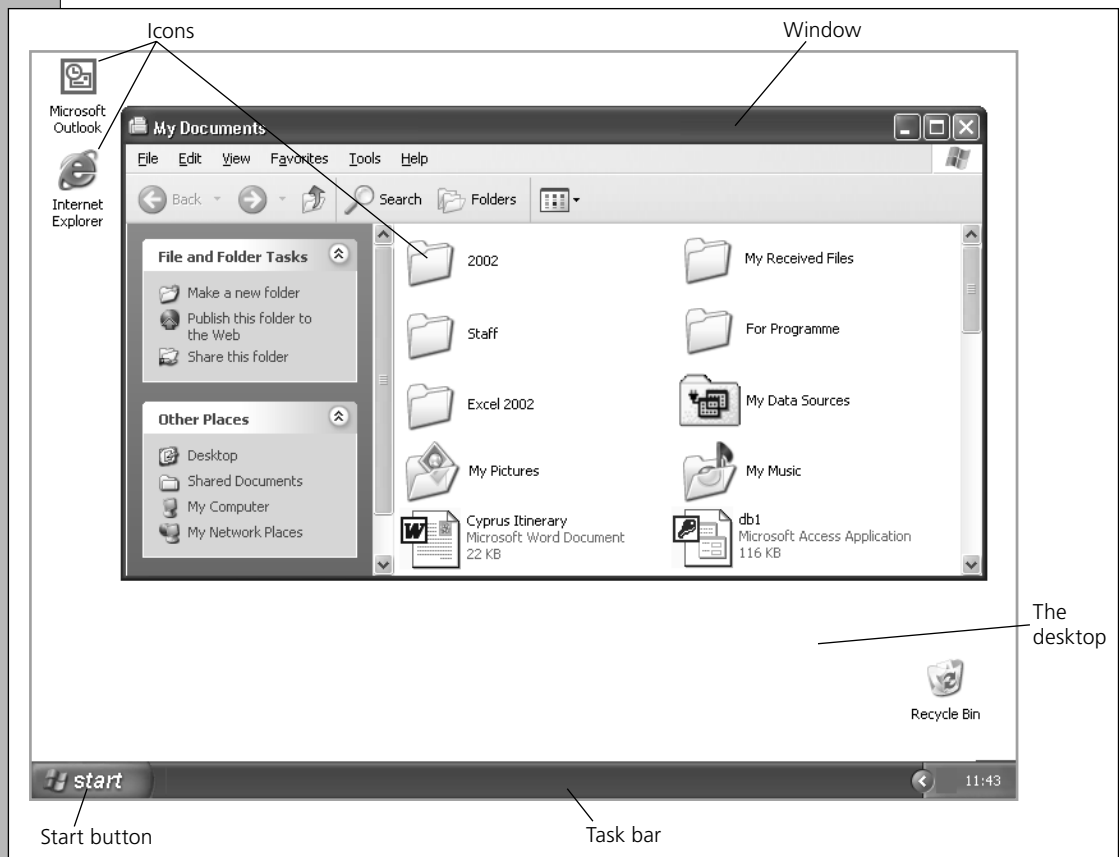 Icons
Window
Microsoft
Outlook
Internet
Explorer
My Documents
File Edit View Favorites Tools Help
Back Search Folders
File and Folder Tasks
Make a new folder
Publish this folder to
the Web
Share this folder
Other Places
Desktop
Shared Documents
My Computer
My Network Places
2002
My Received Files
Staff
For Programme
Excel 2002
My Data Sources
My Pictures
My Music
Cyprus Itinerary
Microsoft Word Document
22 KB
db1
Microsoft Access Application
116 KB
The
desktop
Recycle Bin
start
11:43
Start button
Task bar